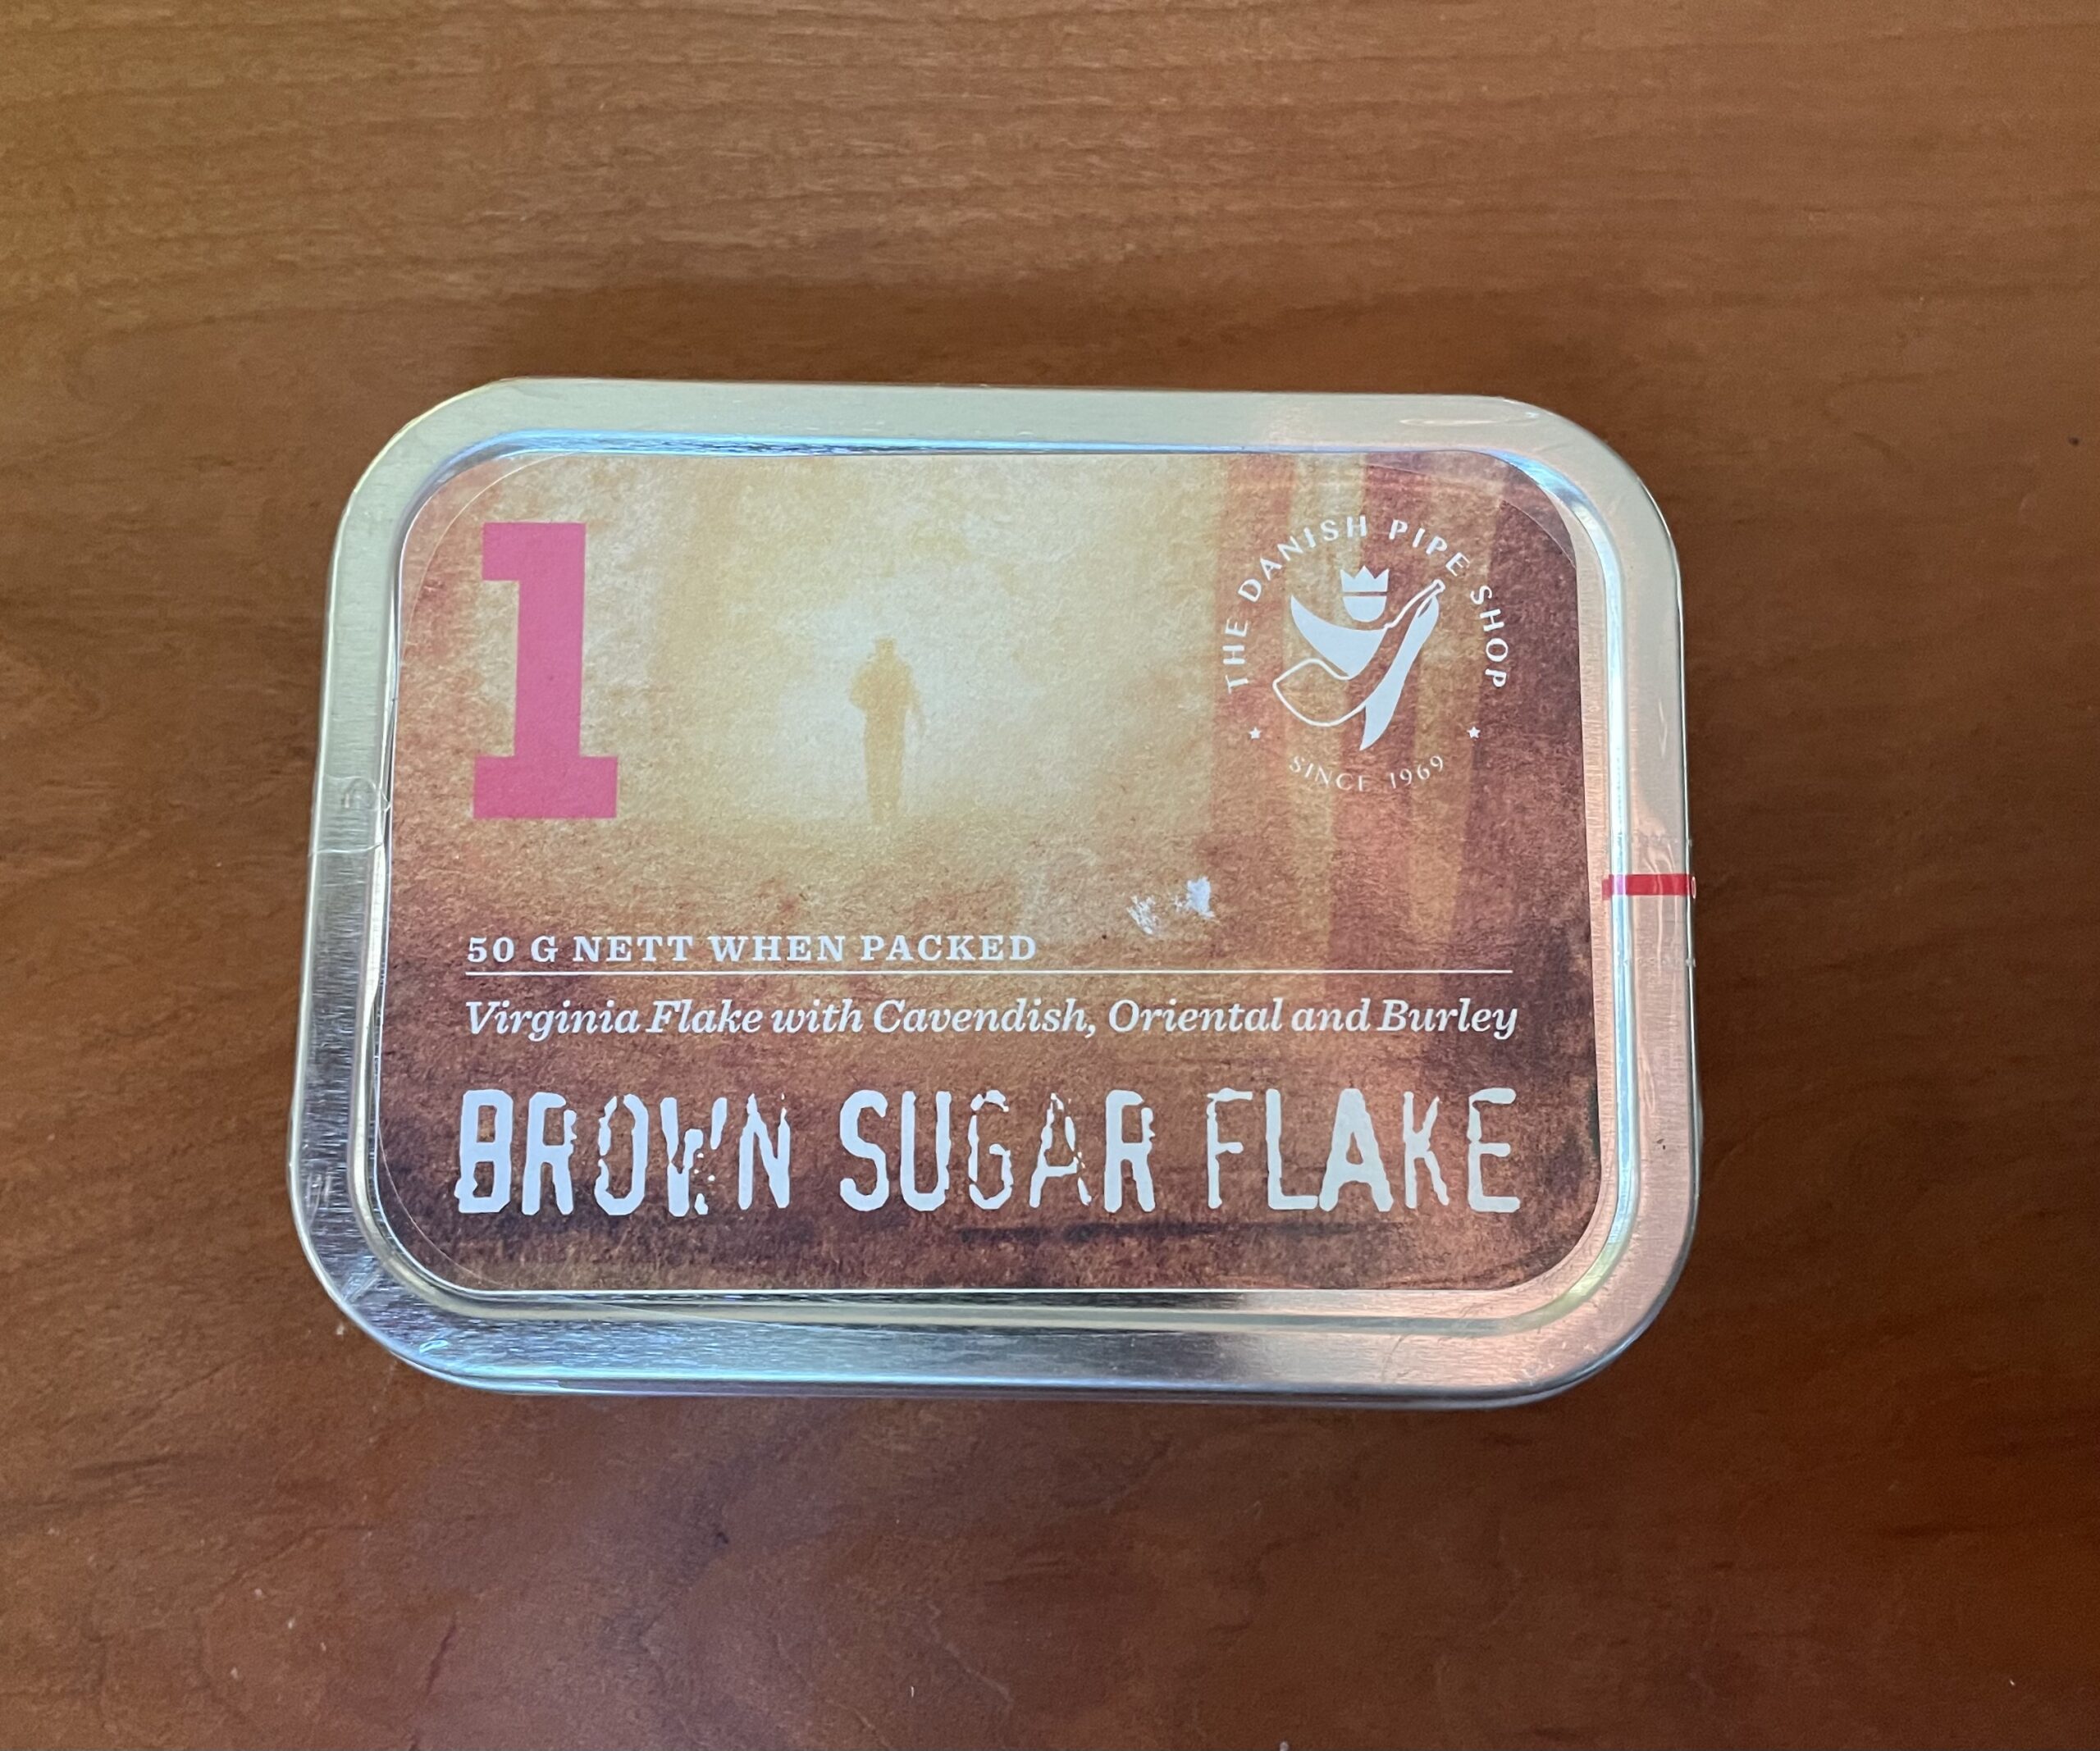 1
THE DANISH PIPE SHOP
SINCE 1969
50 G NETT WHEN PACKED
Virginia Flake with Cavendish, Oriental and Burley
BROWN SUGAR FLAKE